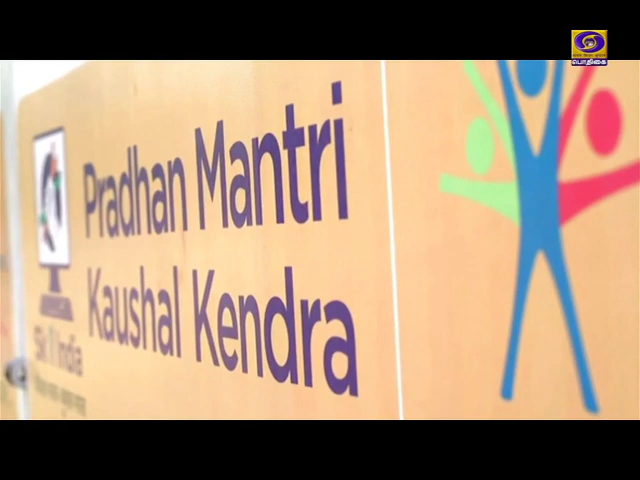 பொதிகை
Pradhan Mantri
Kaushal Kendra
Skill India